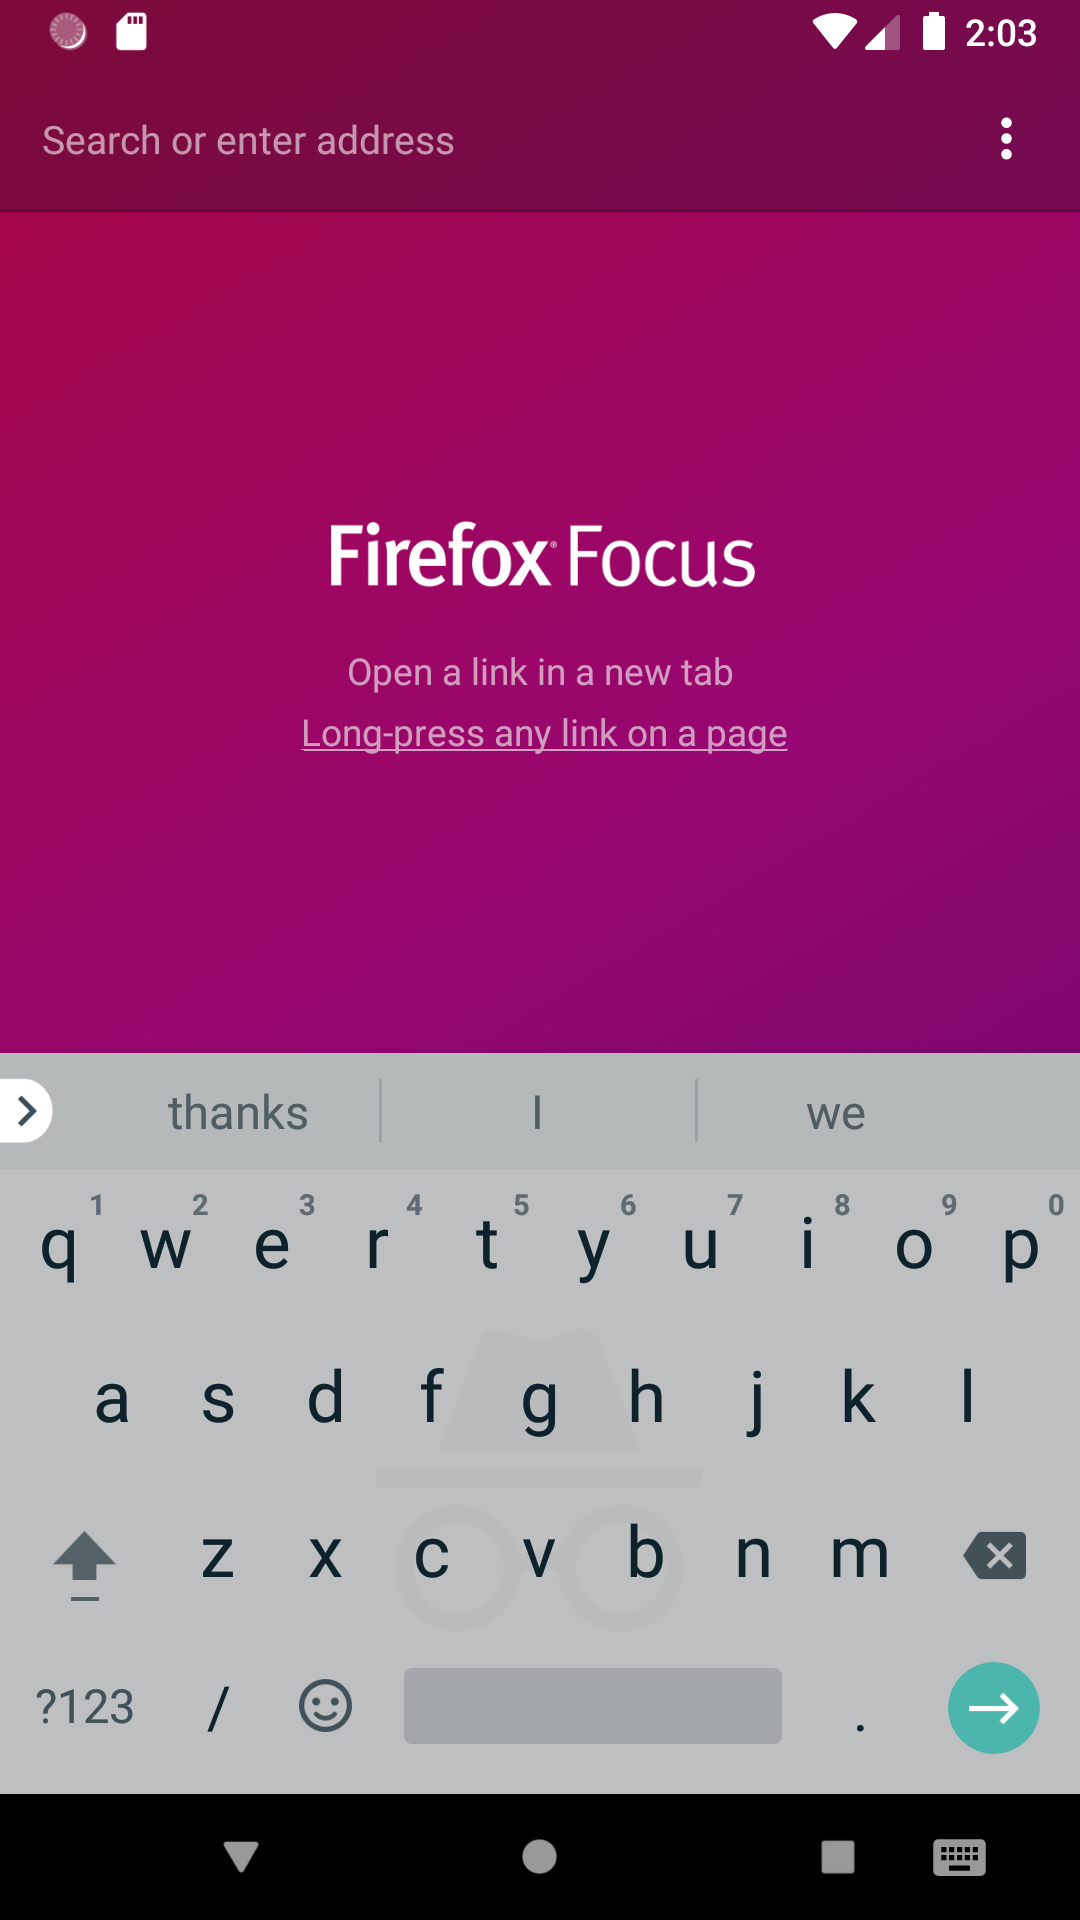 2:03
Search or enter address
Firefox Focus
Open a link in a new tab
Long-press any link on a page
thanks I we
1 2 3 4 5 6 7 8 9 0
q w e r t y u i o p
a s d f g h j k l
z x c v b n m
?123 / .